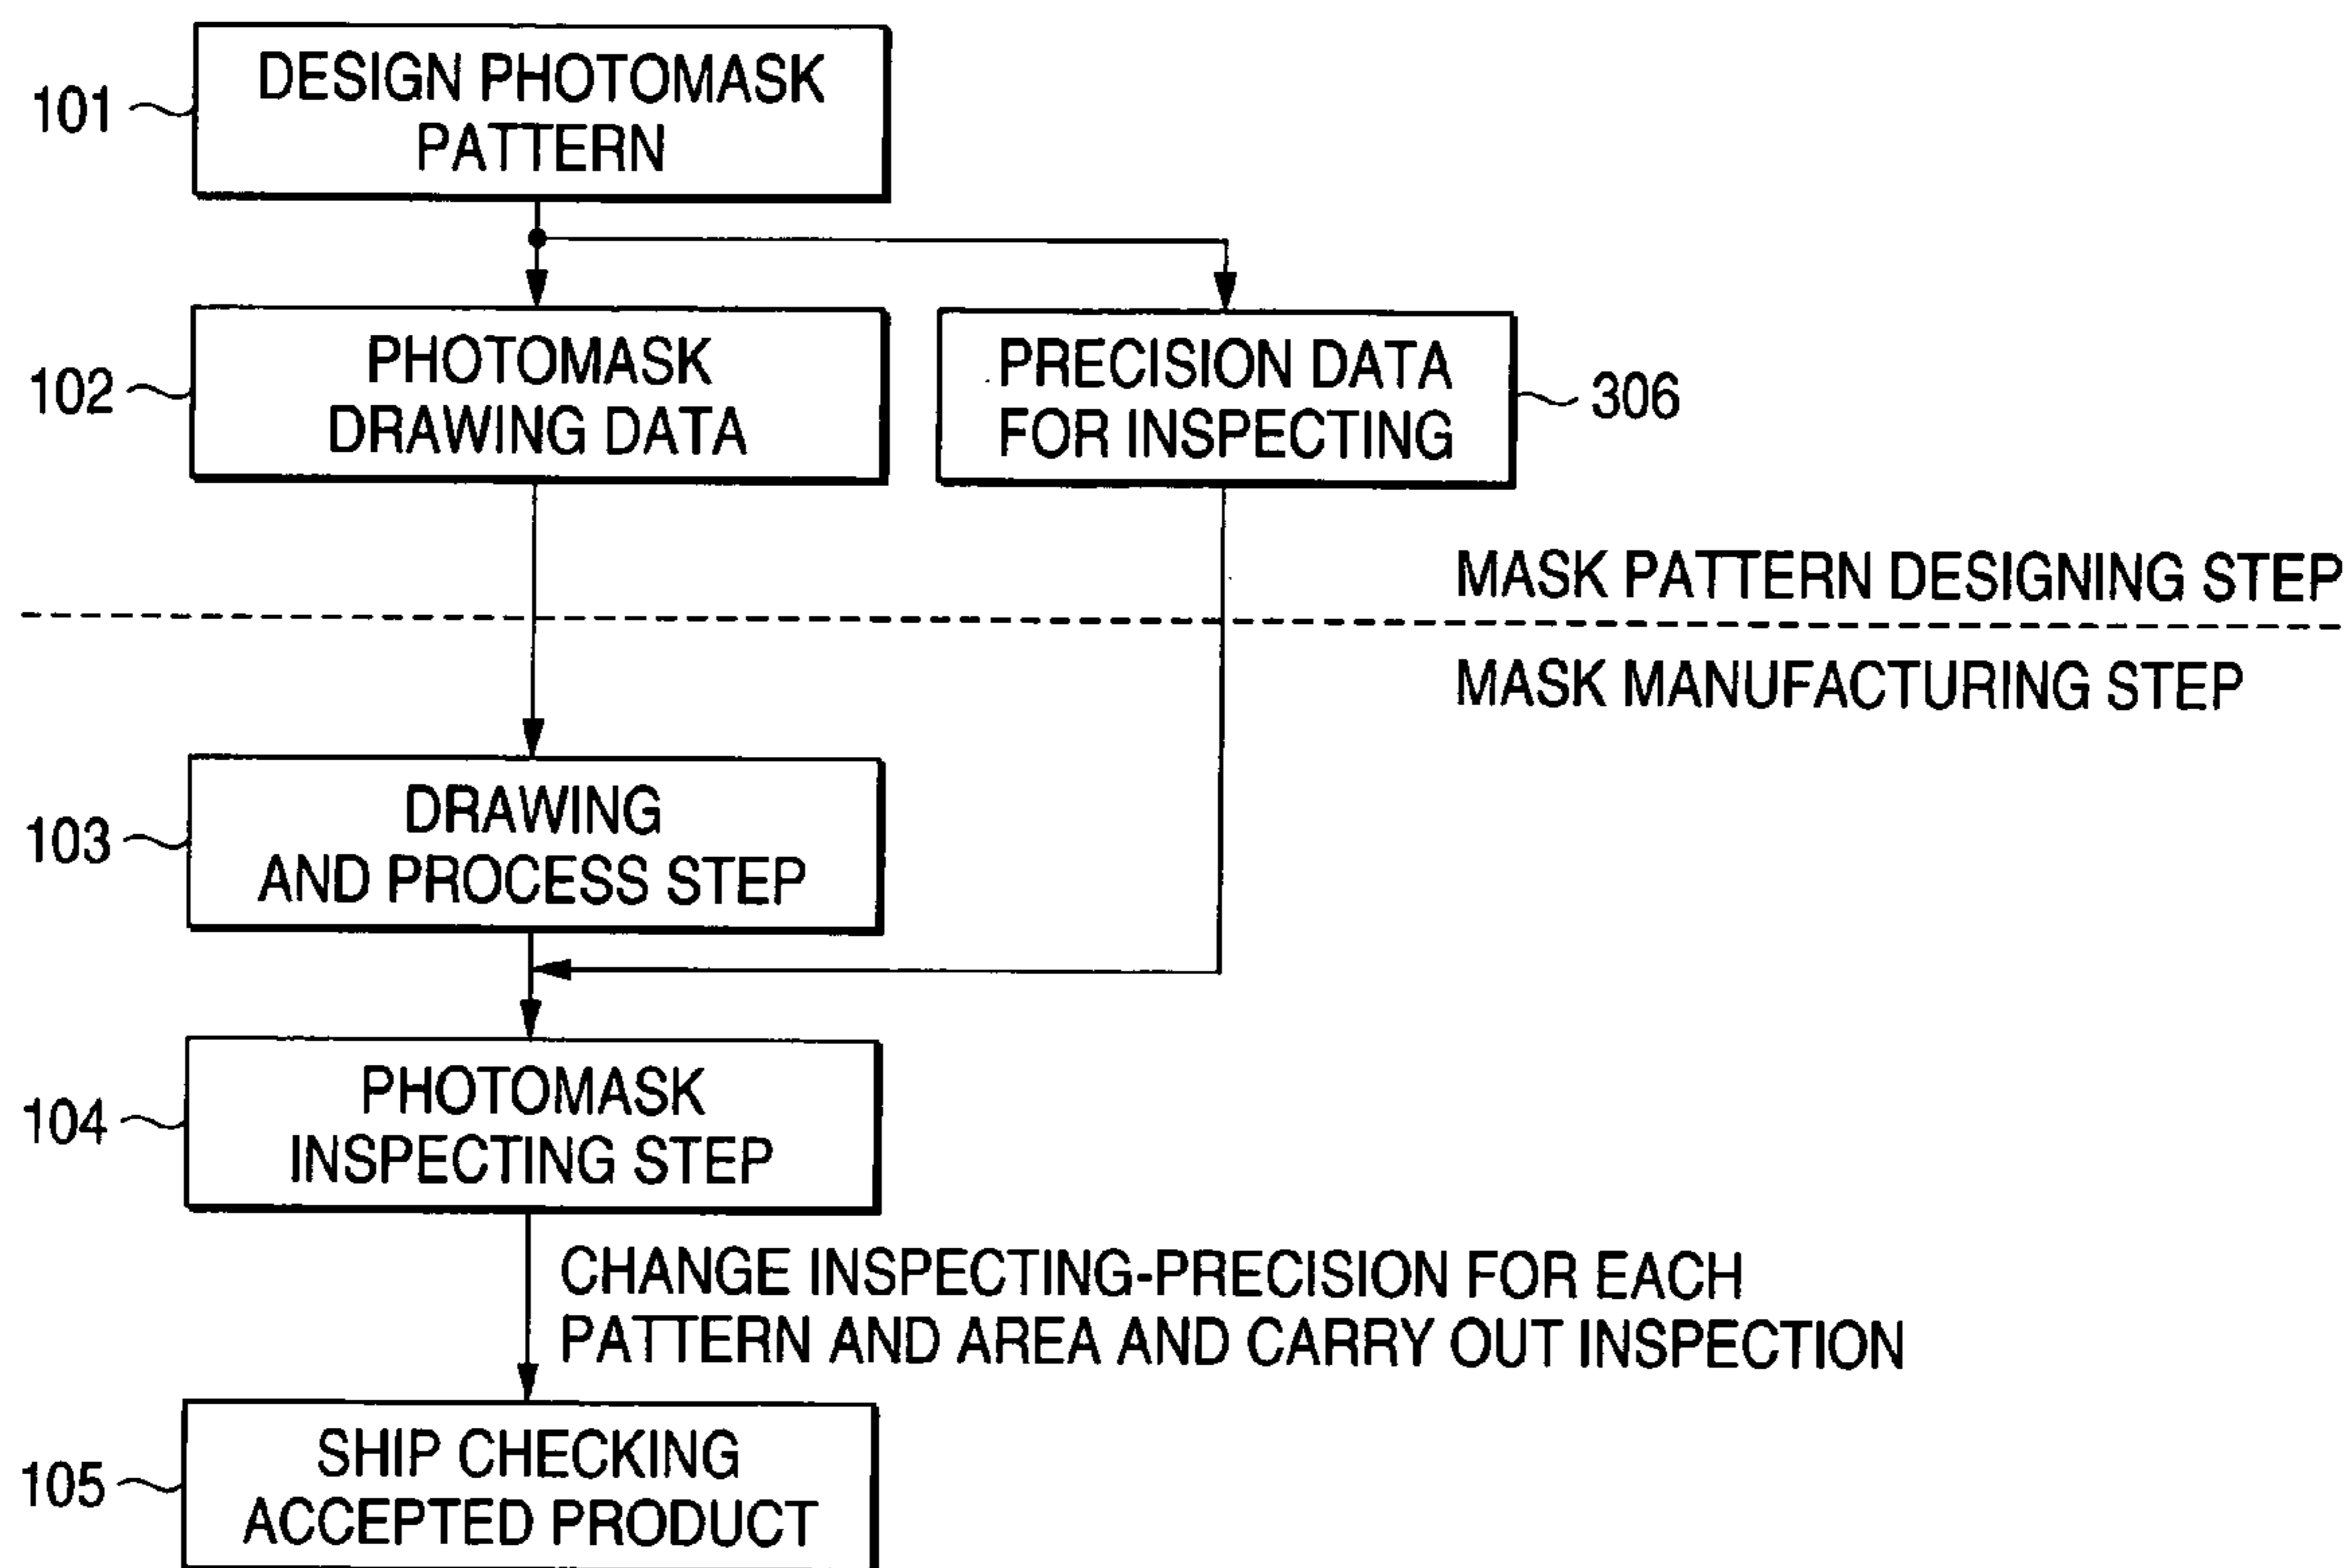 101
DESIGN PHOTOMASK
PATTERN
102
PHOTOMASK
DRAWING DATA
PRECISION DATA
FOR INSPECTING
306
MASK PATTERN DESIGNING STEP
MASK MANUFACTURING STEP
103
DRAWING
AND PROCESS STEP
104
PHOTOMASK
INSPECTING STEP
CHANGE INSPECTING-PRECISION FOR EACH
PATTERN AND AREA AND CARRY OUT INSPECTION
105
SHIP CHECKING
ACCEPTED PRODUCT